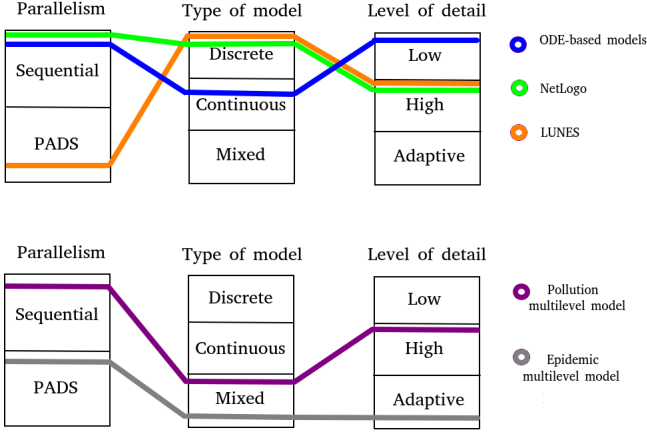 Parallelism Type of model Level of detail
Sequential Discrete Low ODE-based models
NetLogo
Continuous High
LUNES
PADS Mixed Adaptive
Parallelism Type of model Level of detail
Sequential Discrete Low Pollution
multilevel model
Continuous High
Epidemic
multilevel model
PADS Mixed Adaptive